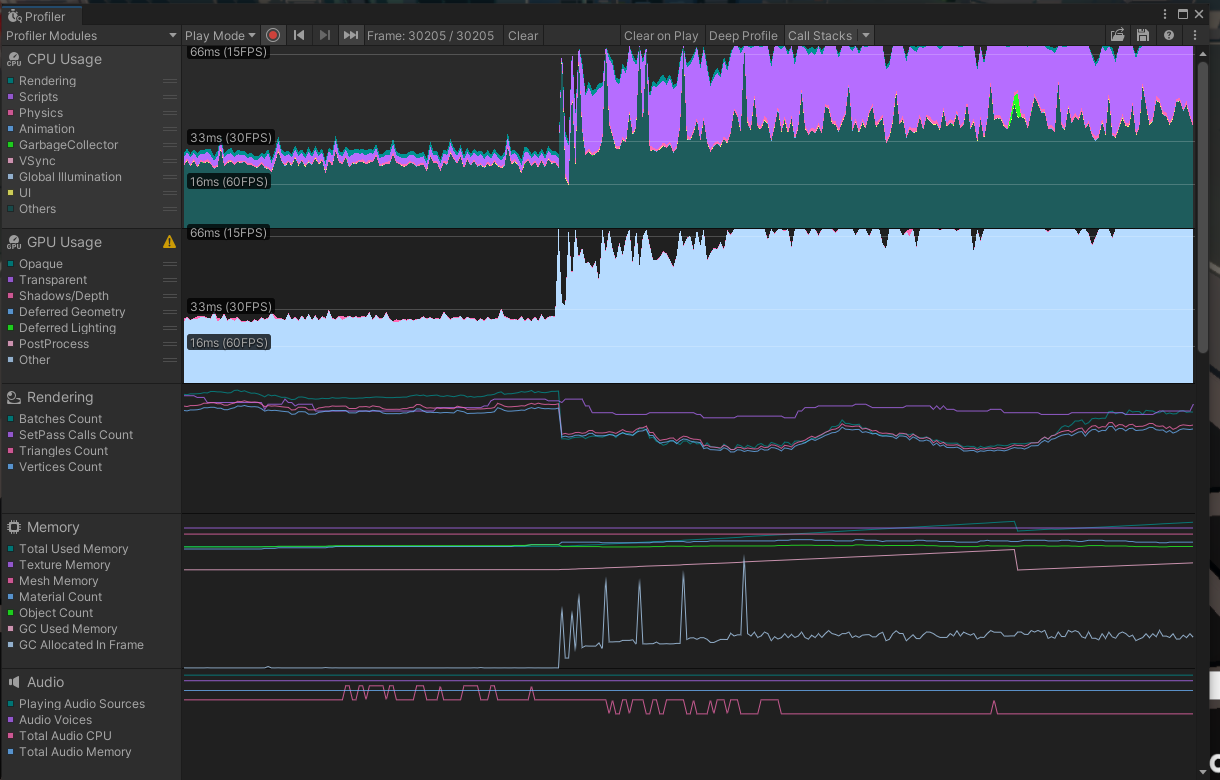 Profiler
Profiler Modules
Play Mode
Frame: 30205 / 30205
Clear
Clear on Play
Deep Profile
Call Stacks
CPU Usage
Rendering
Scripts
Physics
Animation
GarbageCollector
VSync
Global Illumination
UI
Others
66ms (15FPS)
33ms (30FPS)
16ms (60FPS)
GPU Usage
Opaque
Transparent
Shadows/Depth
Deferred Geometry
Deferred Lighting
PostProcess
Other
66ms (15FPS)
33ms (30FPS)
16ms (60FPS)
Rendering
Batches Count
SetPass Calls Count
Triangles Count
Vertices Count
Memory
Total Used Memory
Texture Memory
Mesh Memory
Material Count
Object Count
GC Used Memory
GC Allocated In Frame
Audio
Playing Audio Sources
Audio Voices
Total Audio CPU
Total Audio Memory